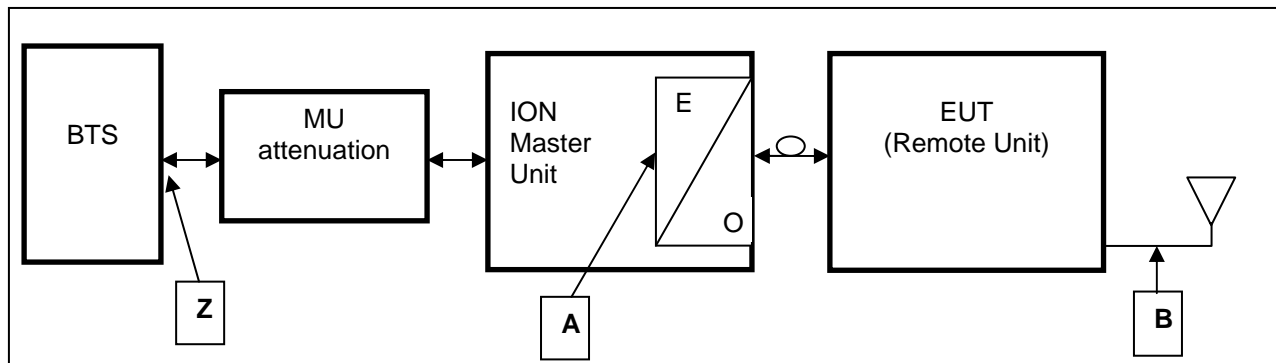 BTS
MU
attenuation
ION
Master
Unit
E
O
EUT
(Remote Unit)
Z
A
B